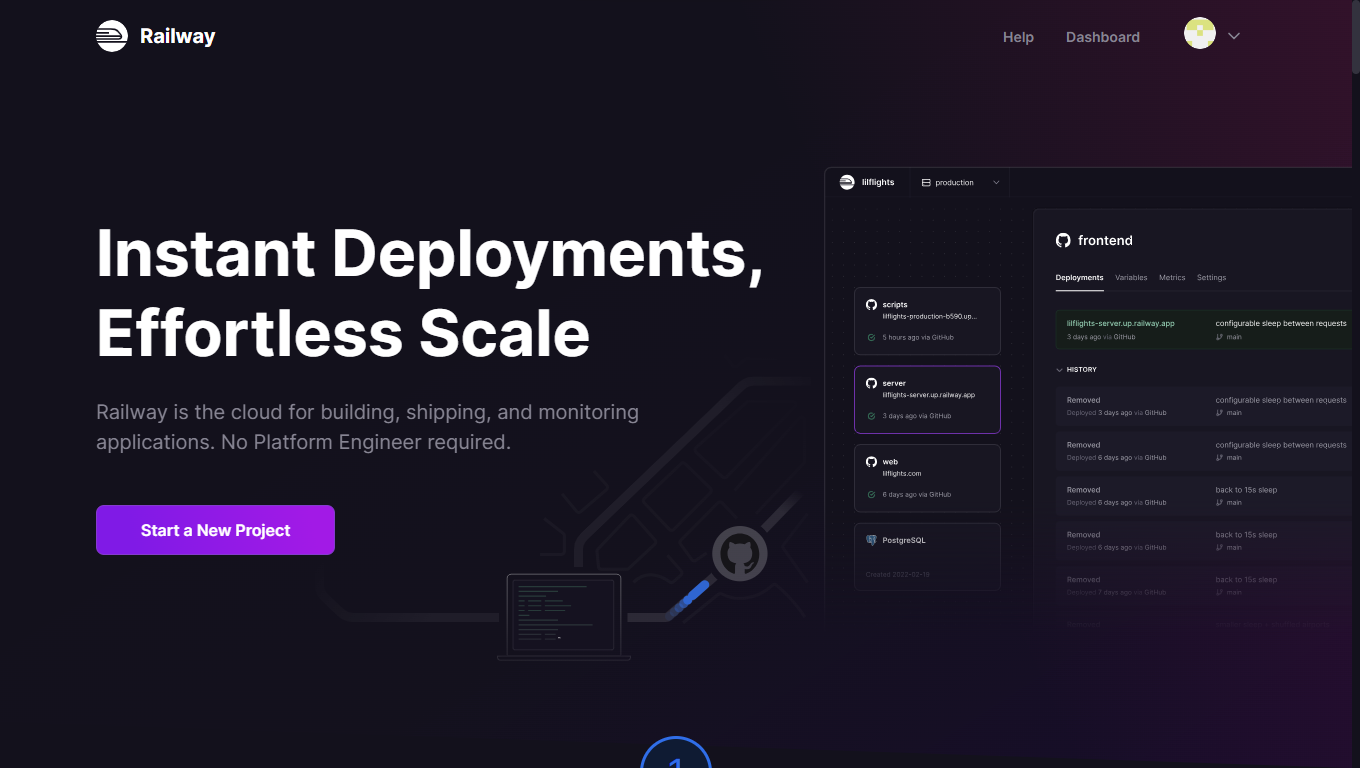 Railway
Help
Dashboard
Instant Deployments,
Effortless Scale
Railway is the cloud for building, shipping, and monitoring
applications. No Platform Engineer required.
Start a New Project
lilflights
production
scripts
lilflights-production-b590.up...
5 hours ago via GitHub
server
lilflights-server.up.railway.app
3 days ago via GitHub
web
lilflights.com
6 days ago via GitHub
PostgreSQL
Created 2022-02-18
frontend
Deployments Variables Metrics Settings
lilflights-server.up.railway.app configurable sleep between requests
3 days ago via GitHub main
HISTORY
Removed configurable sleep between requests
Deployed 3 days ago via GitHub main
Removed configurable sleep between requests
Deployed 6 days ago via GitHub main
Removed back to 15s sleep
Deployed 6 days ago via GitHub main
Removed back to 15s sleep
Deployed 6 days ago via GitHub main
Removed back to 15s sleep
Deployed 7 days ago via GitHub main
Removed
1